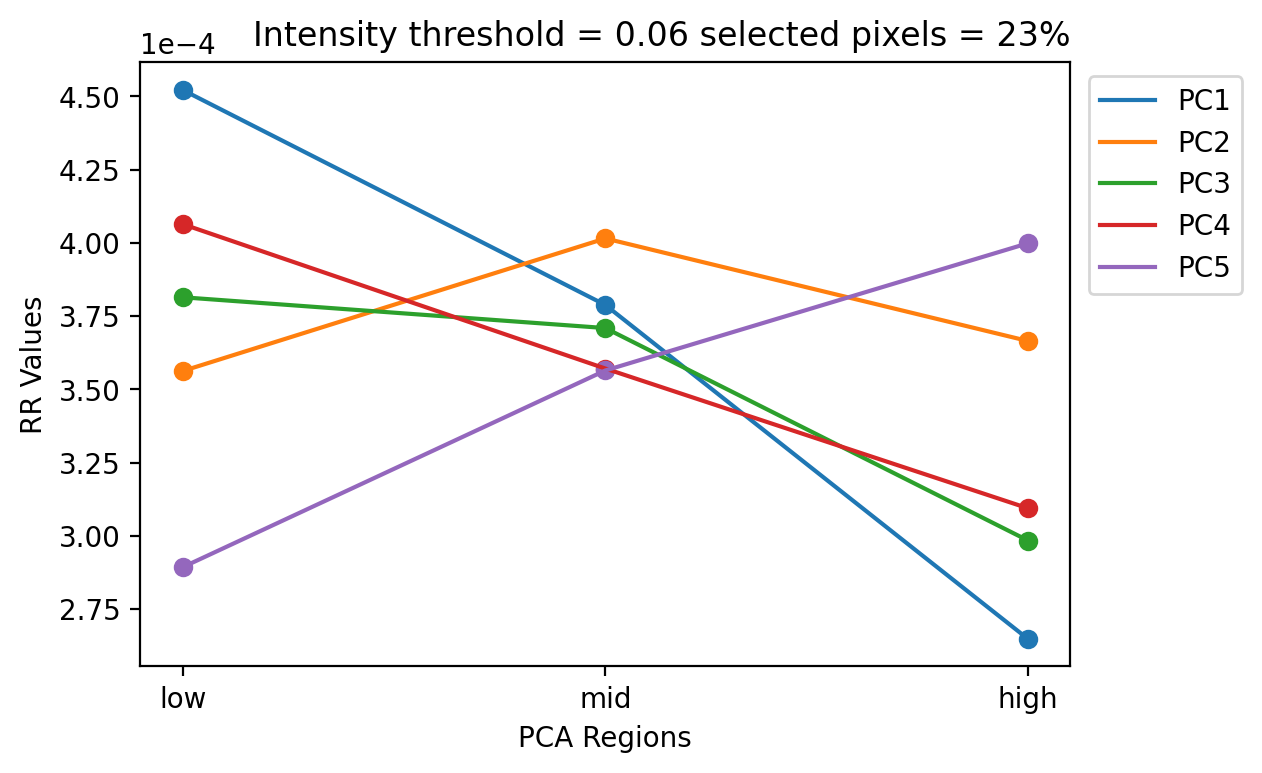 1e−4
Intensity threshold = 0.06 selected pixels = 23%
4.50
4.25
4.00
3.75
3.50
3.25
3.00
2.75
RR Values
low
mid
high
PCA Regions
PC1
PC2
PC3
PC4
PC5